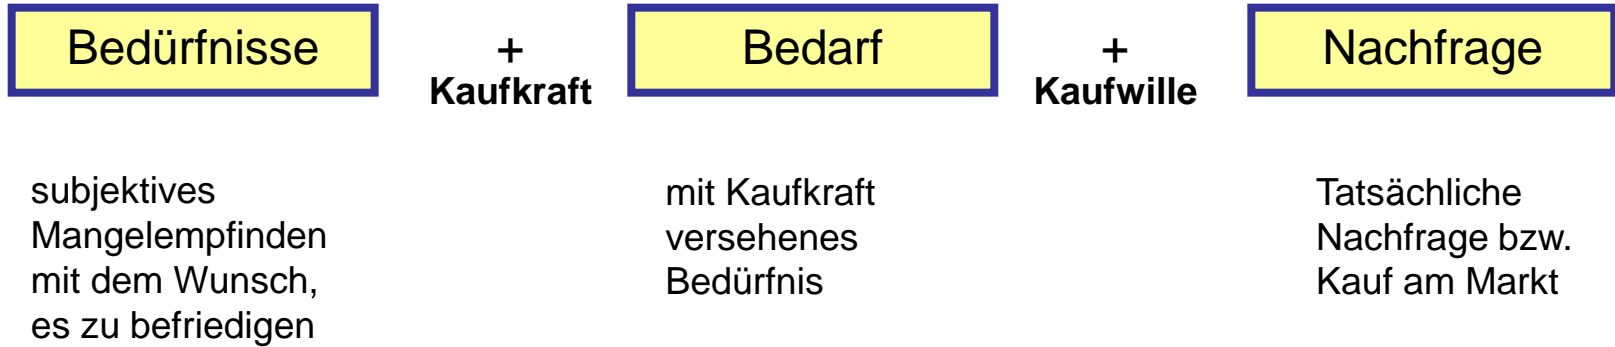 Bedürfnisse
+
Kaufkraft
Bedarf
+
Kaufwille
Nachfrage
subjektives
Mangelempfinden
mit dem Wunsch,
es zu befriedigen
mit Kaufkraft
versehenes
Bedürfnis
Tatsächliche
Nachfrage bzw.
Kauf am Markt